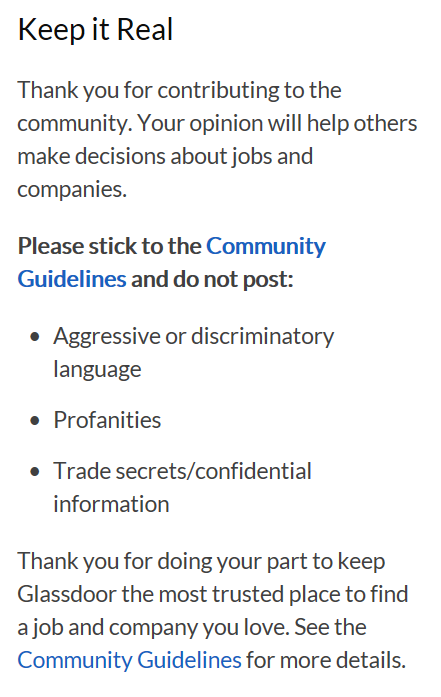 Keep it Real
Thank you for contributing to the
community. Your opinion will help others
make decisions about jobs and
companies.
Please stick to the Community
Guidelines and do not post:
• Aggressive or discriminatory
language
• Profanities
• Trade secrets/confidential
information
Thank you for doing your part to keep
Glassdoor the most trusted place to find
a job and company you love. See the
Community Guidelines for more details.